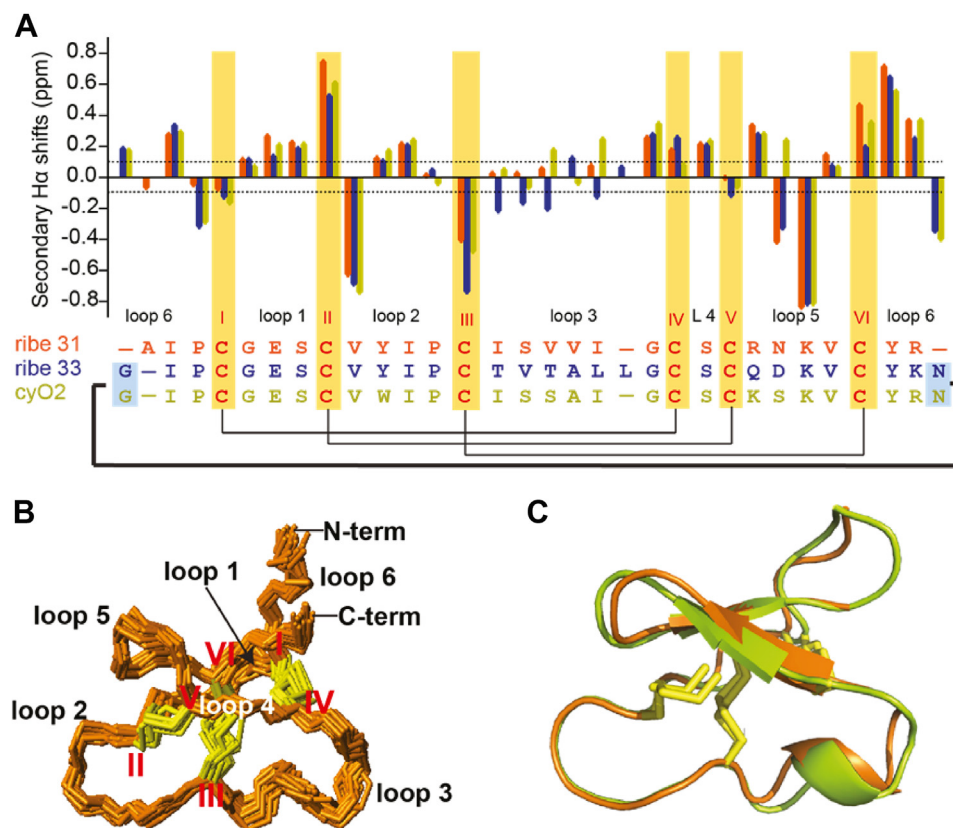 A
Secondary Hα shifts (ppm)
0.8
0.6
0.4
0.2
0.0
-0.2
-0.4
-0.6
-0.8
loop 6 I loop 1 II loop 2 III loop 3 IV L 4 V loop 5 VI loop 6
ribe 31 – A I P C G E S C V Y I P C I S V V I – G C S C R N K V C Y R –
ribe 33 G – I P C G E S C V Y I P C T V T A L L G C S C Q D K V C Y K N
cyO2 G – I P C G E S C V W I P C I S S A I – G C S C K S K V C Y R N
B
N-term
loop 1
loop 6
loop 5
C-term
VI
I
V
loop 4
IV
loop 2
II
III
loop 3
C